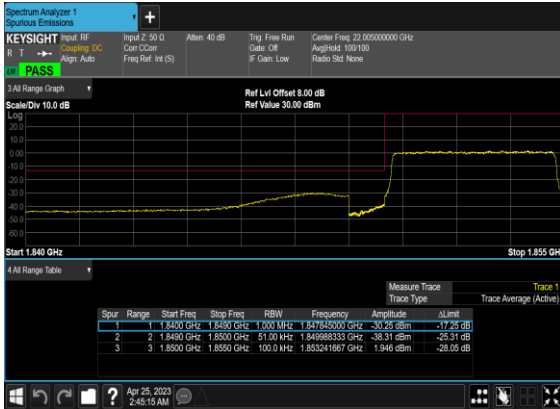 Spectrum Analyzer 1
Spurious Emissions
+
KEYSIGHT Input: RF Input Z: 50 Ω Atten: 40 dB Trig: Free Run Center Freq: 22.005000000 GHz
R T Coupling: DC Corr CCorr Gate: Off Avg|Hold: 100/100
Align: Auto Freq Ref: Int (S) IF Gain: Low Radio Std: None
PASS
3 All Range Graph
Ref Lvl Offset 8.00 dB
Scale/Div 10.0 dB Ref Value 30.00 dBm
Log
20.0
10.0
0.00
-10.0
-20.0
-30.0
-40.0
-50.0
-60.0
Start 1.840 GHz Stop 1.855 GH
4 All Range Table
Measure Trace Trace 1
Trace Type Trace Average (Active)
Spur Range Start Freq Stop Freq RBW Frequency Amplitude ΔLimit
1 1 1.8400 GHz 1.8490 GHz 1.000 MHz 1.847845000 GHz -30.25 dBm -17.25 dB
2 2 1.8490 GHz 1.8500 GHz 51.00 kHz 1.849988333 GHz -38.31 dBm -25.31 dB
3 3 1.8500 GHz 1.8550 GHz 100.0 kHz 1.853241667 GHz 1.946 dBm -28.05 dB
? Apr 25, 2023
2:45:15 AM